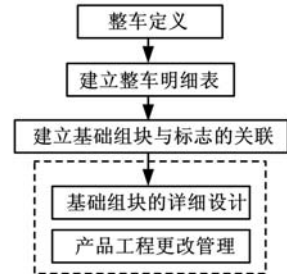 整车定义
建立整车明细表
建立基础组块与标志的关联
基础组块的详细设计
产品工程更改管理